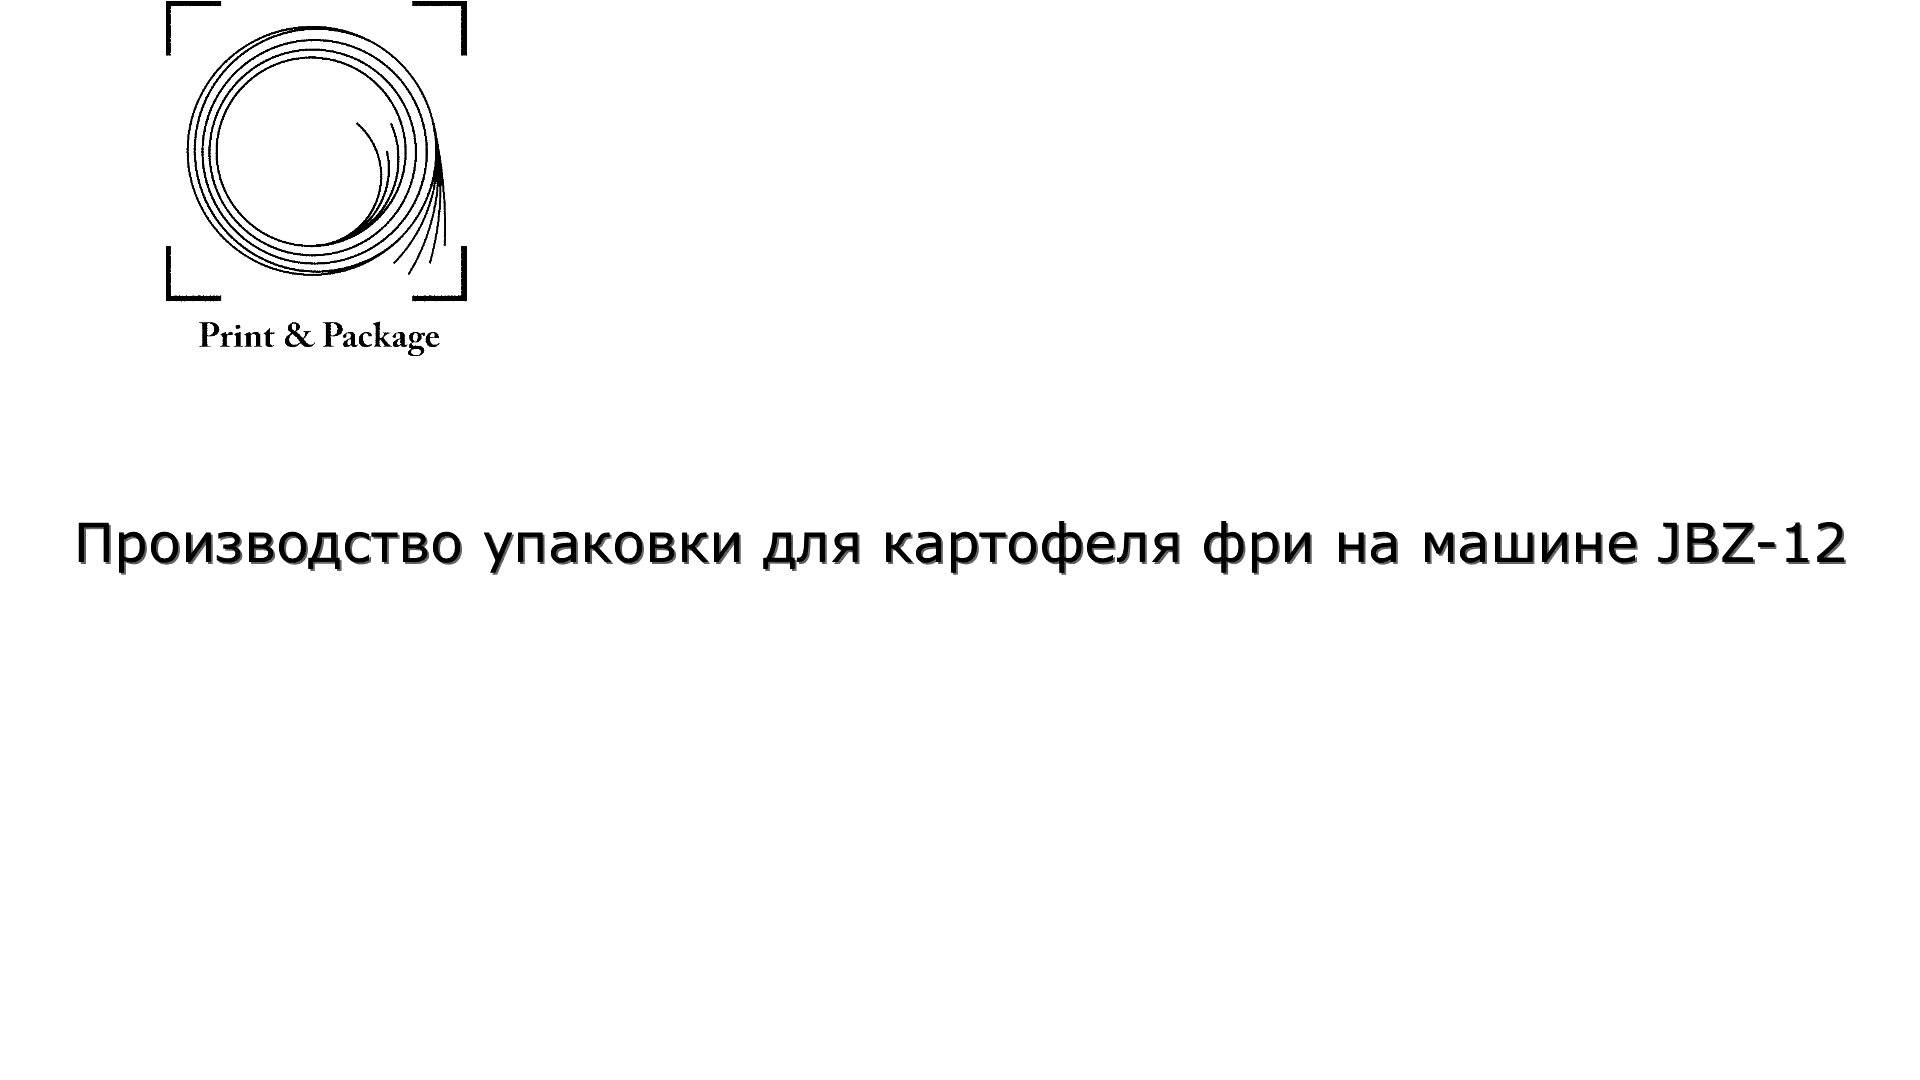 Print & Package
Производство упаковки для картофеля фри на машине JBZ-12